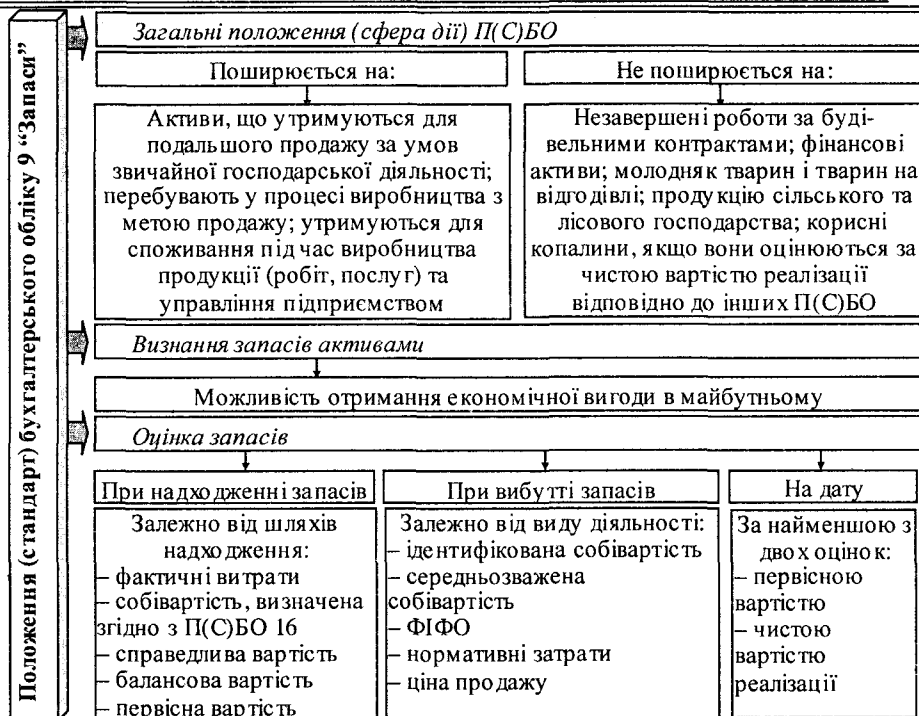 Положення (стандарт) бухгалтерського обліку 9 “Запаси”
Загальні положення (сфера дії) П(С)БО
Поширюється на:
Активи, що утримуються для
подальшого продажу за умов
звичайної господарської діяльності;
перебувають у процесі виробництва з
метою продажу; утримуються для
споживання під час виробництва
продукції (робіт, послуг) та
управління підприємством
Не поширюється на:
Незавершені роботи за буді-
вельними контрактами; фінансові
активи; молодняк тварин і тварин на
відгодівлі; продукцію сільського та
лісового господарства; корисні
копалини, якщо вони оцінюються за
чистою вартістю реалізації
відповідно до інших П(С)БО
Визнання запасів активами
Можливість отримання економічної вигоди в майбутньому
Оцінка запасів
При надходженні запасів
Залежно від шляхів
надходження:
– фактичні витрати
– собівартість, визначена
згідно з П(С)БО 16
– справедлива вартість
– балансова вартість
– первісна вартість
При вибутті запасів
Залежно від виду діяльності:
– ідентифікована собівартість
– середньозважена
собівартість
– ФІФО
– нормативні затрати
– ціна продажу
На дату
За найменшою з
двох оцінок:
– первісною
вартістю
– чистою
вартістю
реалізації